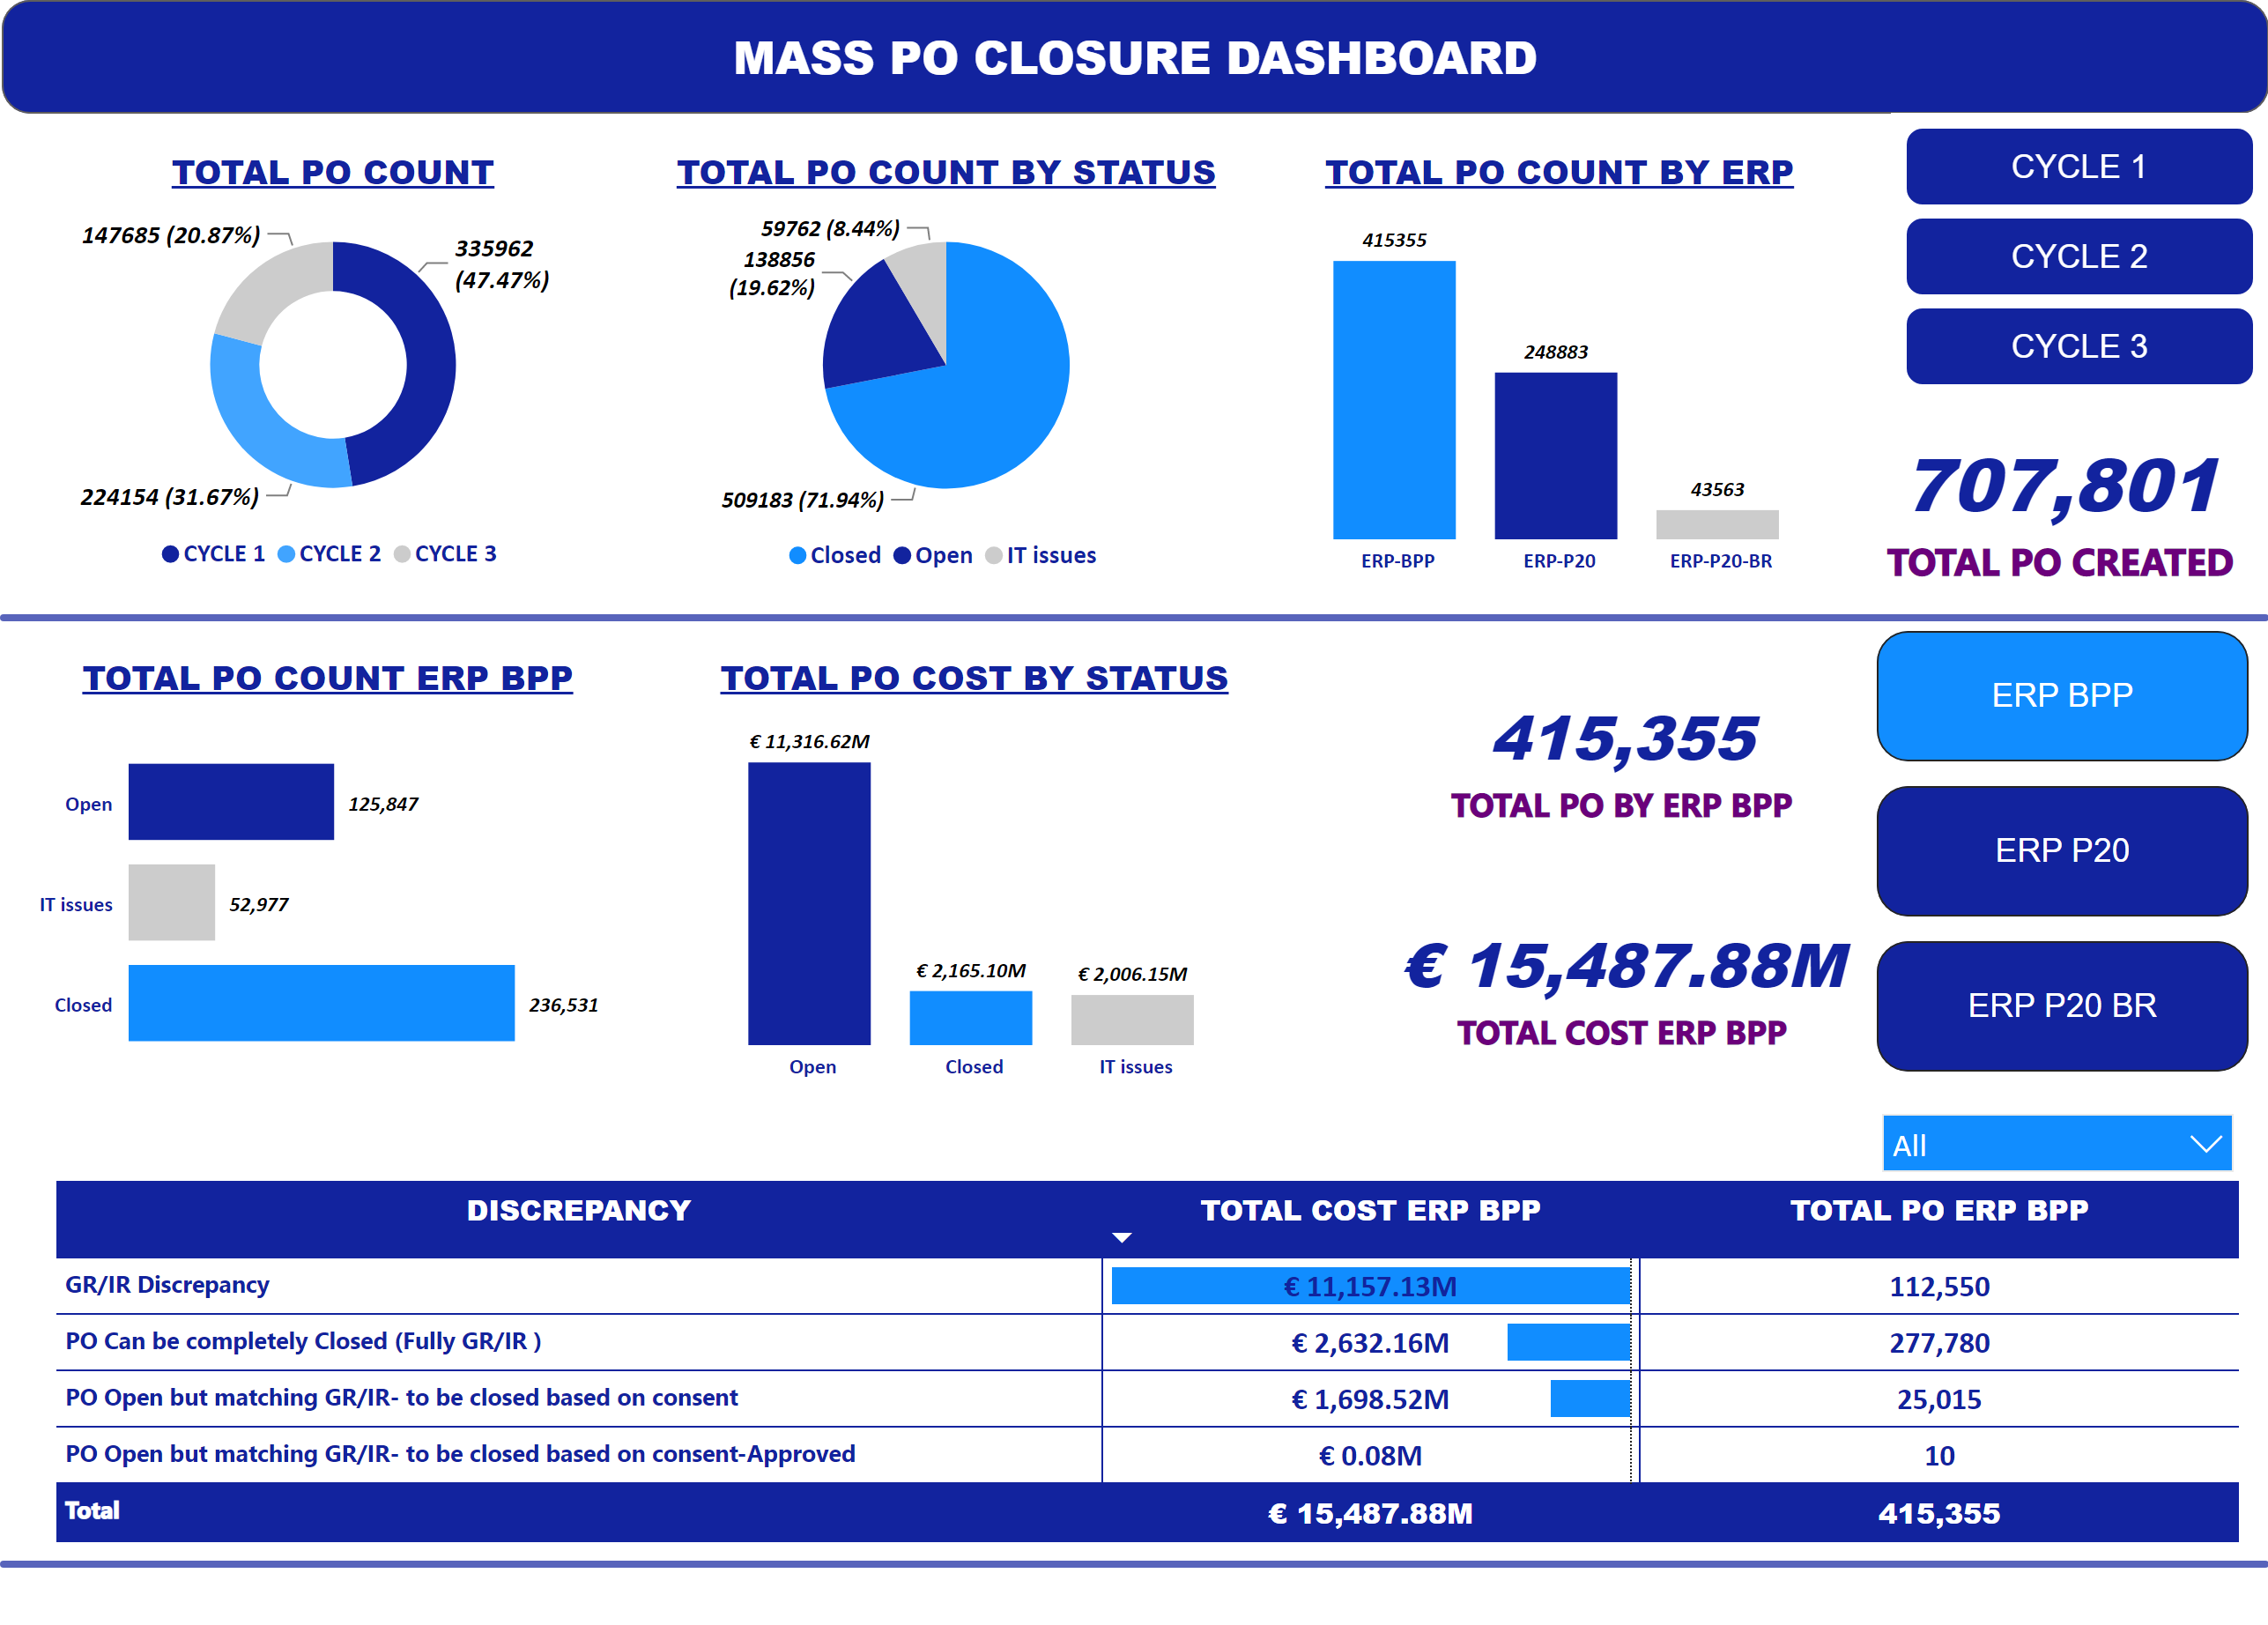 MASS PO CLOSURE DASHBOARD
TOTAL PO COUNT
147685 (20.87%)
335962
(47.47%)
224154 (31.67%)
CYCLE 1 CYCLE 2 CYCLE 3
TOTAL PO COUNT BY STATUS
59762 (8.44%)
138856
(19.62%)
509183 (71.94%)
Closed Open IT issues
TOTAL PO COUNT BY ERP
415355
248883
43563
ERP-BPP ERP-P20 ERP-P20-BR
CYCLE 1
CYCLE 2
CYCLE 3
707,801
TOTAL PO CREATED
TOTAL PO COUNT ERP BPP
Open 125,847
IT issues 52,977
Closed 236,531
TOTAL PO COST BY STATUS
€ 11,316.62M
€ 2,165.10M
€ 2,006.15M
Open Closed IT issues
415,355
TOTAL PO BY ERP BPP
€ 15,487.88M
TOTAL COST ERP BPP
ERP BPP
ERP P20
ERP P20 BR
All
DISCREPANCY TOTAL COST ERP BPP TOTAL PO ERP BPP
GR/IR Discrepancy € 11,157.13M 112,550
PO Can be completely Closed (Fully GR/IR ) € 2,632.16M 277,780
PO Open but matching GR/IR- to be closed based on consent € 1,698.52M 25,015
PO Open but matching GR/IR- to be closed based on consent-Approved € 0.08M 10
Total € 15,487.88M 415,355